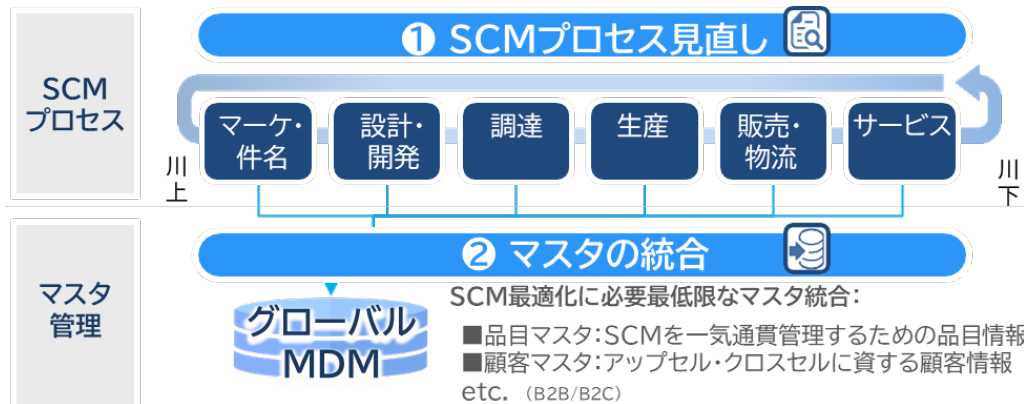 SCM
プロセス
❶ SCMプロセス見直し
川
上
マーケ・
件名
設計・
開発
調達
生産
販売・
物流
サービス
川
下
マスタ
管理
❷ マスタの統合
グローバル
MDM
SCM最適化に必要最低限なマスタ統合：
■品目マスタ：SCMを一気通貫管理するための品目情報
■顧客マスタ：アップセル・クロスセルに資する顧客情報
etc. （B2B/B2C）